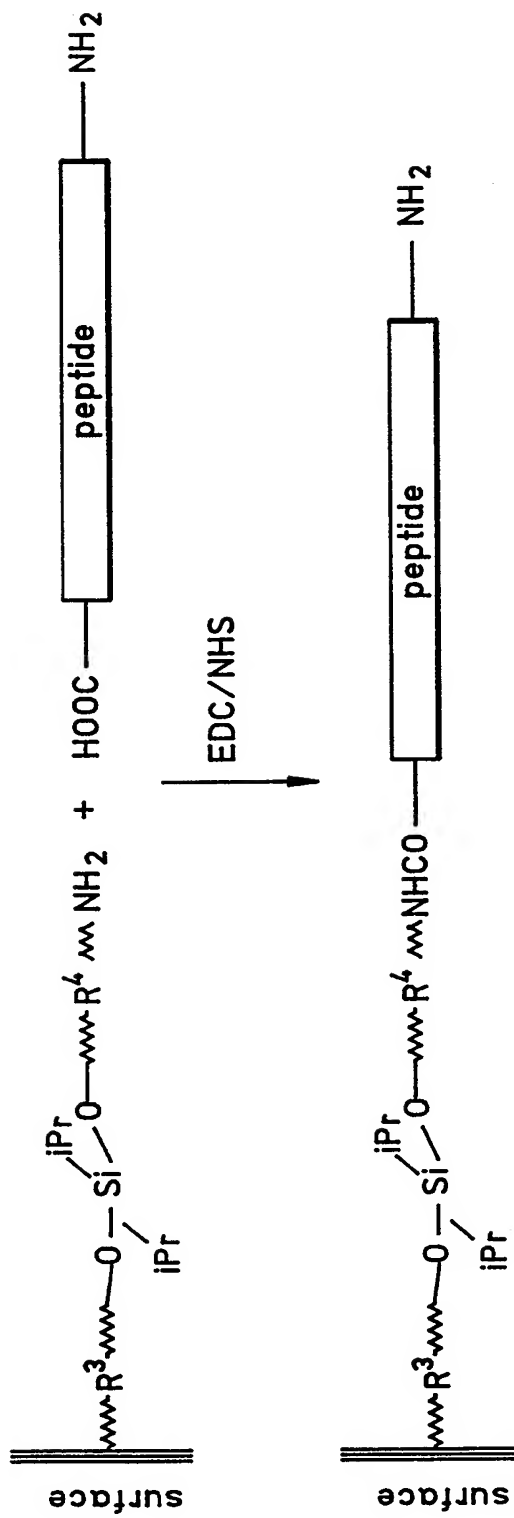 surface
R³
O
Si
iPr
iPr
O
R⁴
NH₂
+
HOOC
peptide
NH₂
EDC/NHS
surface
R³
O
Si
iPr
iPr
O
R⁴
NHCO
peptide
NH₂